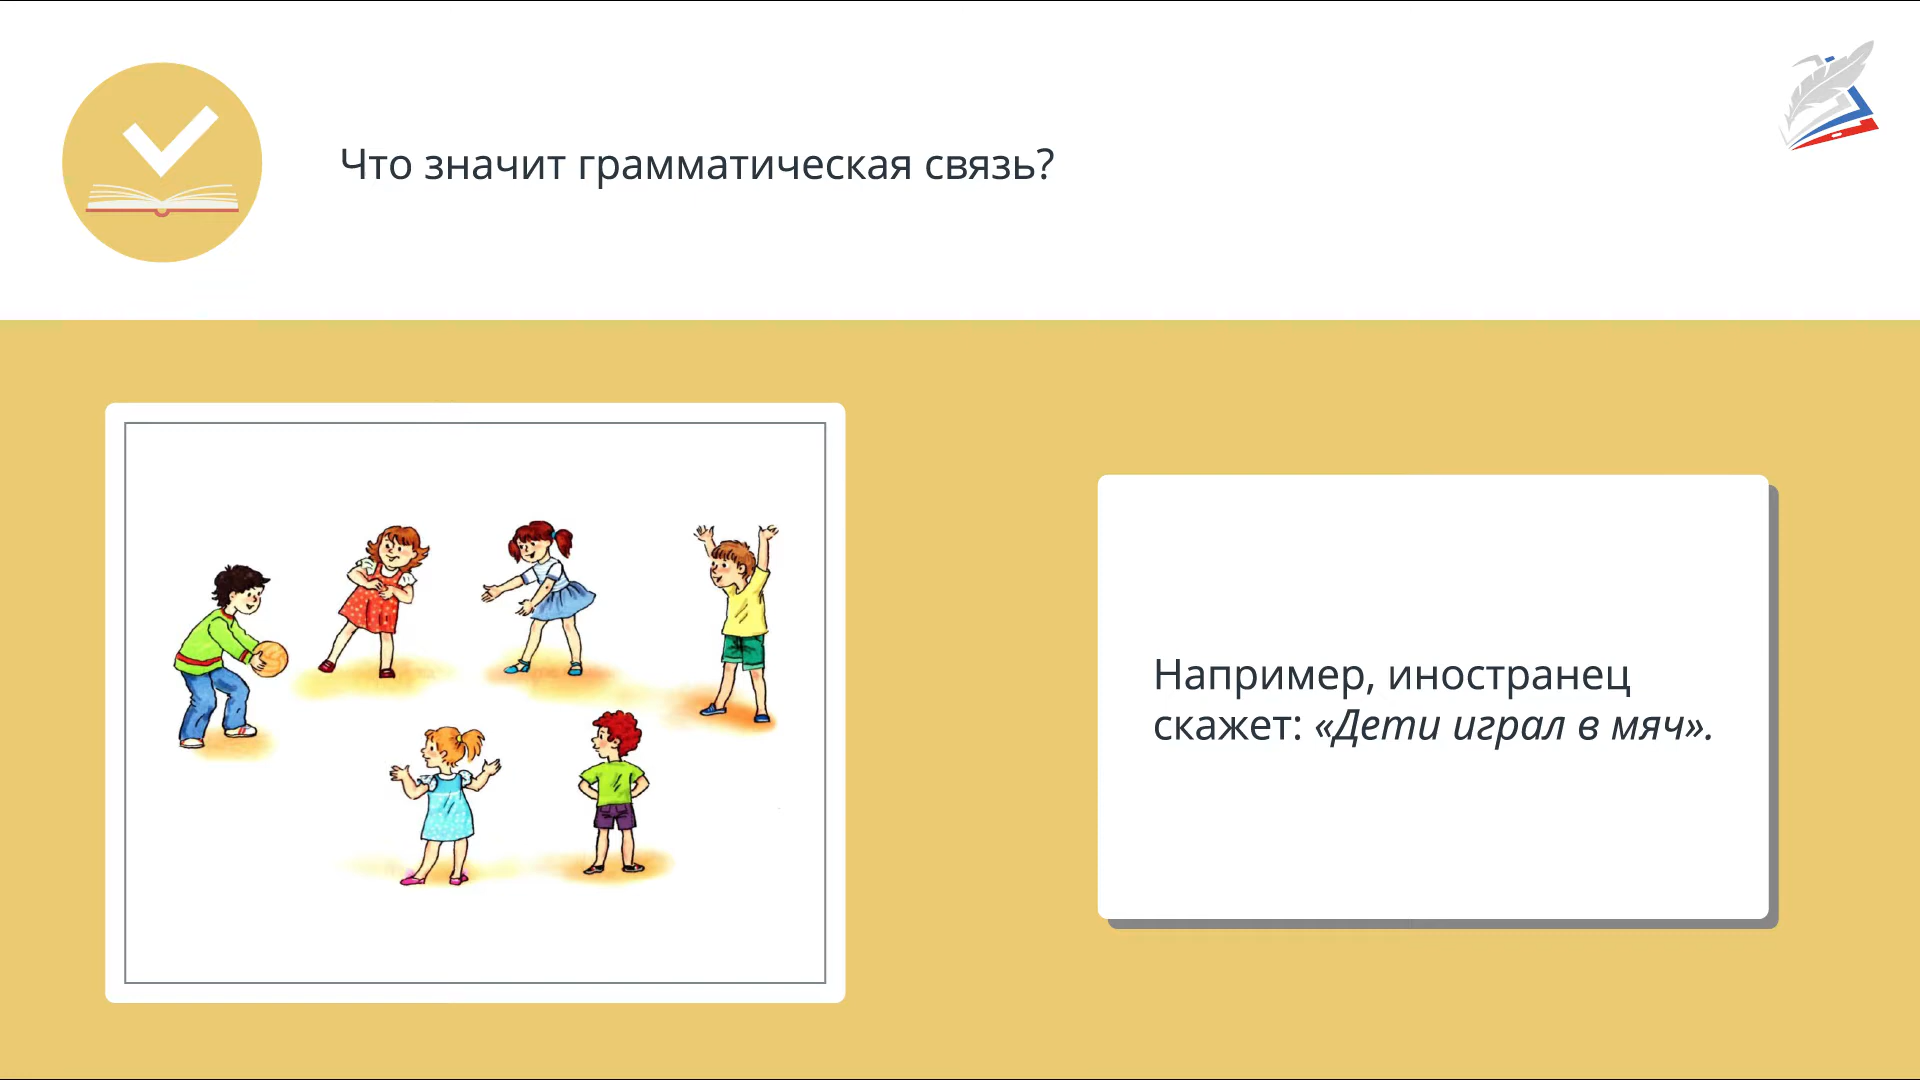 Что значит грамматическая связь?
Например, иностранец
скажет: «Дети играл в мяч».